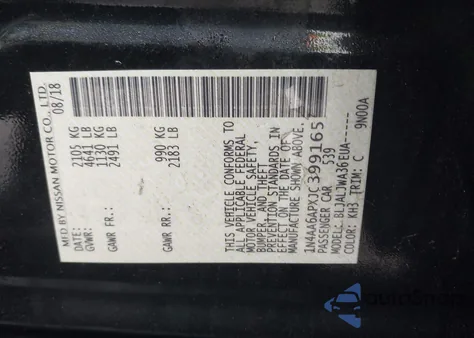 MFD BY NISSAN MOTOR CO., LTD.
08/18
2105 KG
GVWR: 4641 LB
1130 KG
GAWR FR: 2491 LB
990 KG
GAWR RR: 2183 LB
THIS VEHICLE CONFORMS TO
ALL APPLICABLE FEDERAL
MOTOR VEHICLE SAFETY,
BUMPER, AND THEFT
PREVENTION STANDARDS IN
EFFECT ON THE DATE OF
MANUFACTURE SHOWN ABOVE.
1N4AA6APXJC399165
PASSENGER CAR 539
MODEL: BLJALJWA36EUA------
COLOR: KH3 TRIM: C 9N00A